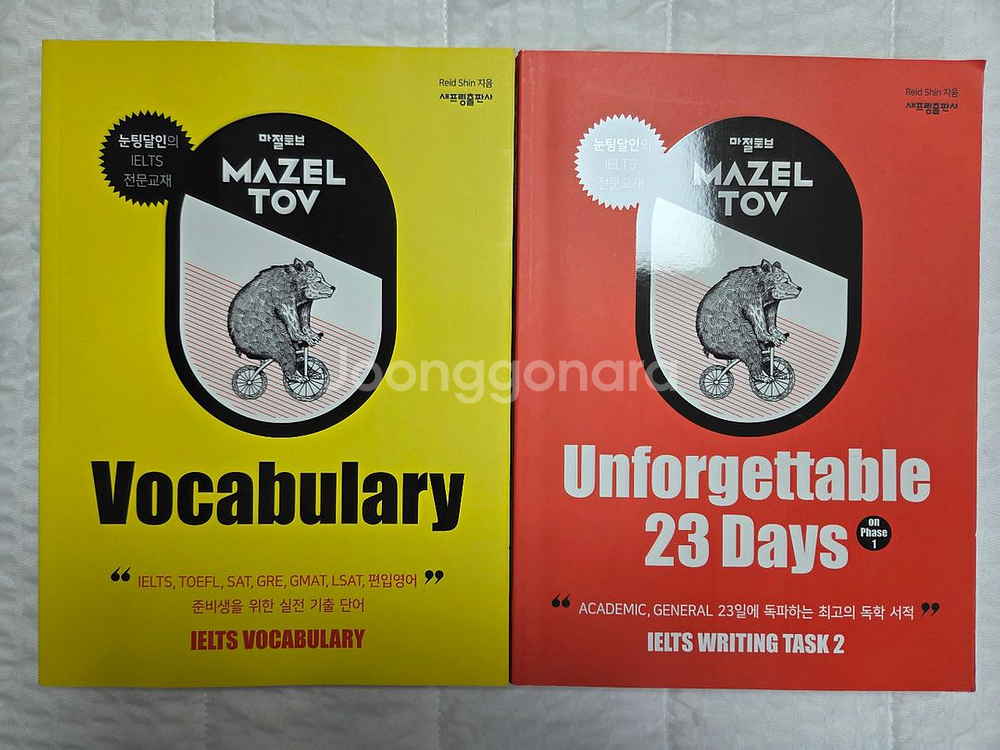 Reid Shin 지음
새프링출판사
눈팅달인의
IELTS
전문교재
마절토브
MAZEL
TOV
Vocabulary
“ IELTS, TOEFL, SAT, GRE, GMAT, LSAT, 편입영어 ”
준비생을 위한 실전 기출 단어
IELTS VOCABULARY
Reid Shin 지음
새프링출판사
눈팅달인의
IELTS
전문교재
마절토브
MAZEL
TOV
Unforgettable
23 Days
on
Phase
1
“ ACADEMIC, GENERAL 23일에 독파하는 최고의 독학 서적 ”
IELTS WRITING TASK 2
Joonggonara